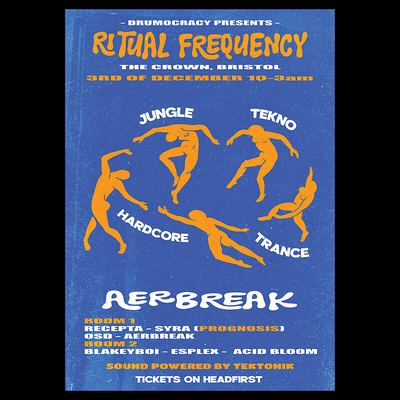 - DRUMOCRACY PRESENTS -
RITUAL FREQUENCY
THE CROWN, BRISTOL
3RD OF DECEMBER 10-3am
JUNGLE
TEKNO
HARDCORE
TRANCE
AERBREAK
ROOM 1
RECEPTA - SYRA (PROGNOSIS)
OSD - AERBREAK
ROOM 2
BLAKEYBOI - ESPLEX - ACID BLOOM
SOUND POWERED BY TEKTONIK
TICKETS ON HEADFIRST